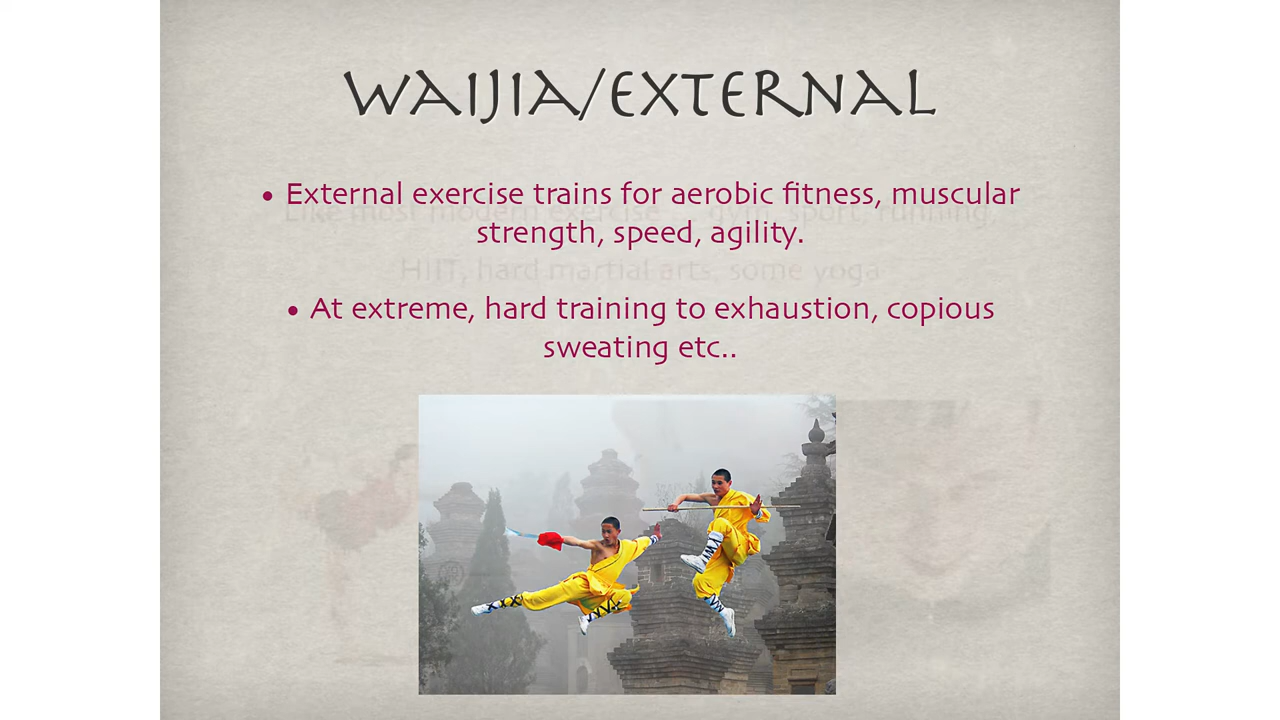 WAIJIA/EXTERNAL
• External exercise trains for aerobic fitness, muscular
Like most modern exercise ... gym, sport, running,
strength, speed, agility.
HIIT, hard martial arts, some yoga
• At extreme, hard training to exhaustion, copious
sweating etc..